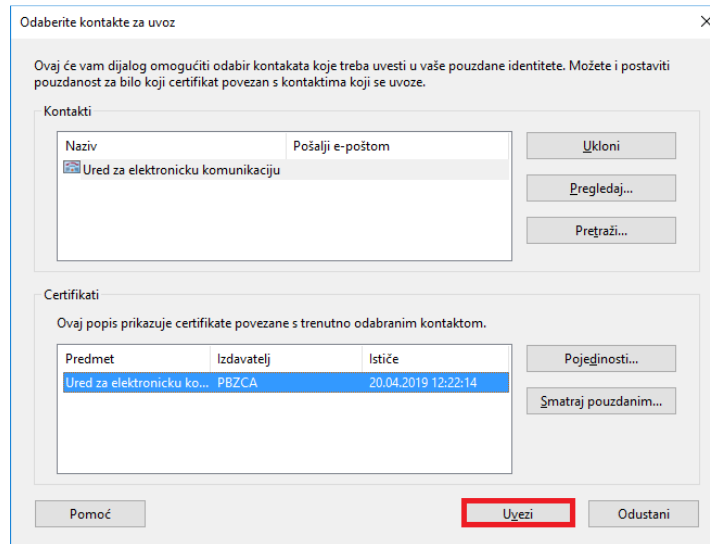 Odaberite kontakte za uvoz
Ovaj će vam dijalog omogućiti odabir kontakata koje treba uvesti u vaše pouzdane identitete. Možete i postaviti
pouzdanost za bilo koji certifikat povezan s kontaktima koji se uvoze.
Kontakti
Naziv Pošalji e-poštom
Ured za elektronicku komunikaciju
Ukloni
Pregledaj...
Pretraži...
Certifikati
Ovaj popis prikazuje certifikate povezane s trenutno odabranim kontaktom.
Predmet Izdavatelj Ističe
Ured za elektronicku ko... PBZCA 20.04.2019 12:22:14
Pojedinosti...
Smatraj pouzdanim...
Pomoć Uvezi Odustani